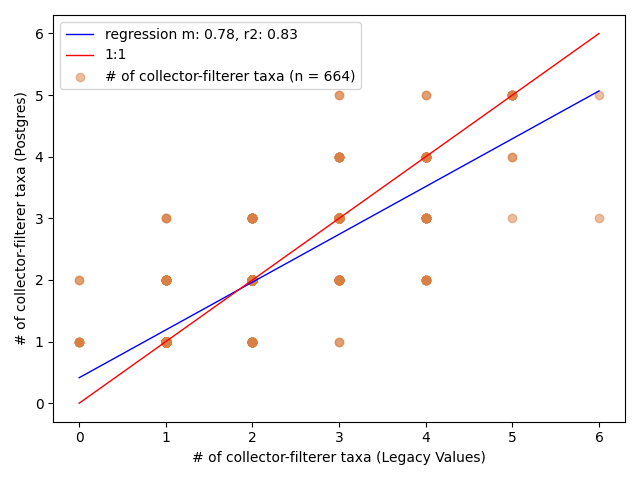 regression m: 0.78, r2: 0.83
1:1
# of collector-filterer taxa (n = 664)
# of collector-filterer taxa (Postgres)
6
5
4
3
2
1
0
0 1 2 3 4 5 6
# of collector-filterer taxa (Legacy Values)